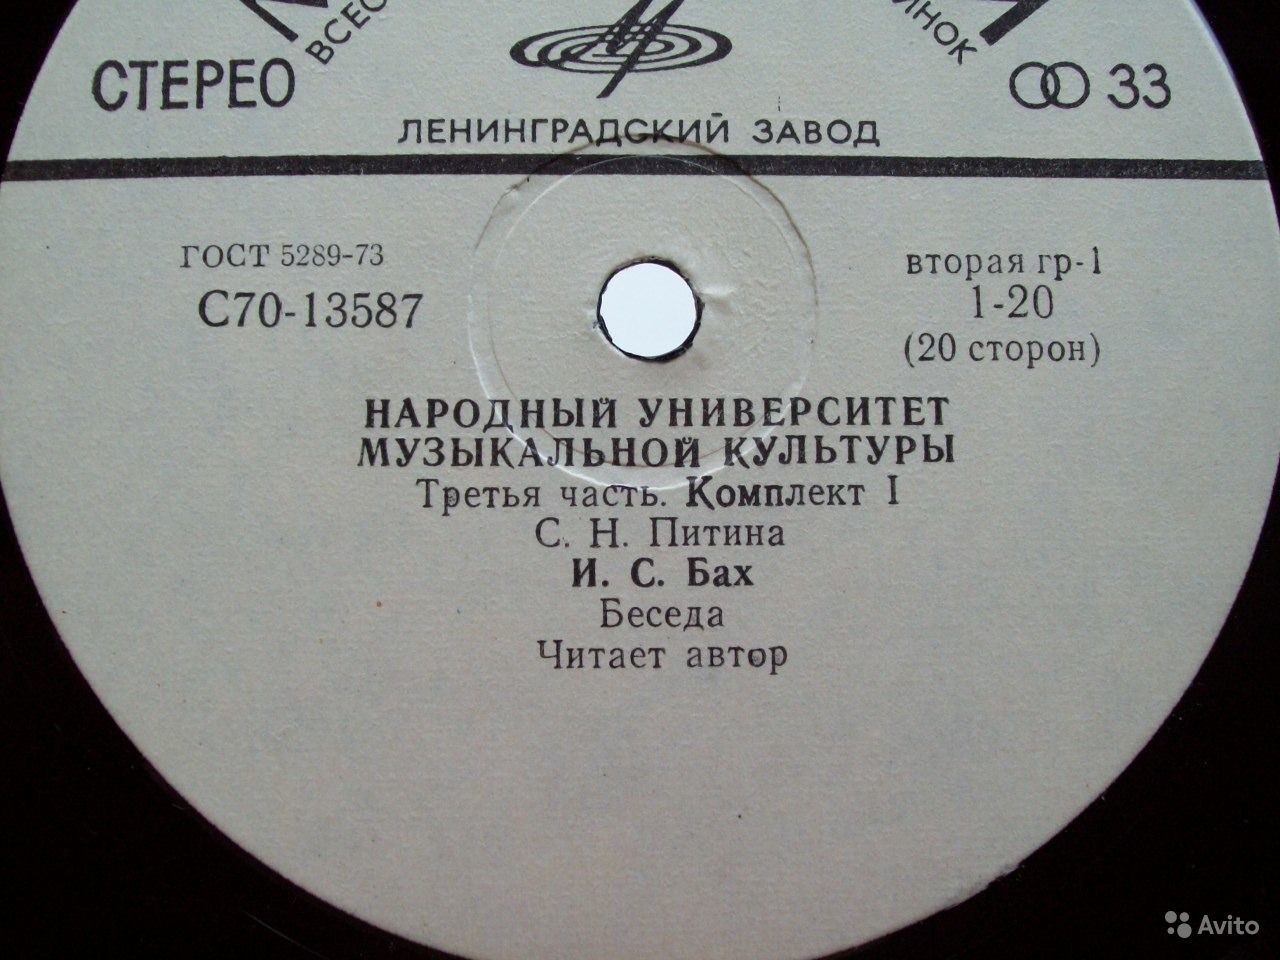 СТЕРЕО
33
ЛЕНИНГРАДСКИЙ ЗАВОД
ГОСТ 5289-73
С70-13587
вторая гр-1
1-20
(20 сторон)
НАРОДНЫЙ УНИВЕРСИТЕТ
МУЗЫКАЛЬНОЙ КУЛЬТУРЫ
Третья часть. Комплект I
С. Н. Питина
И. С. Бах
Беседа
Читает автор
Avito